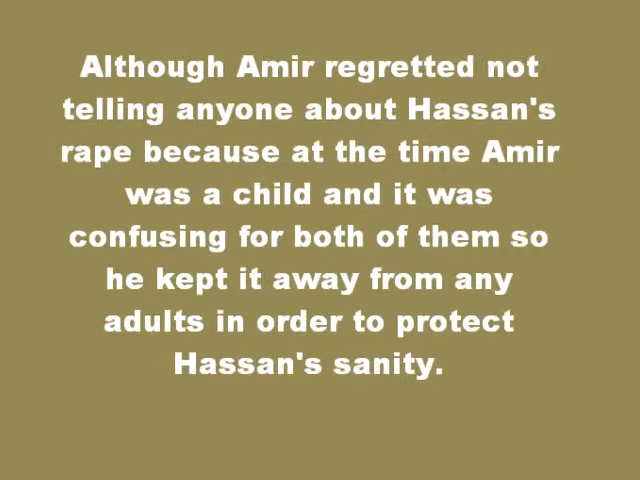 Although Amir regretted not
telling anyone about Hassan's
rape because at the time Amir
was a child and it was
confusing for both of them so
he kept it away from any
adults in order to protect
Hassan's sanity.